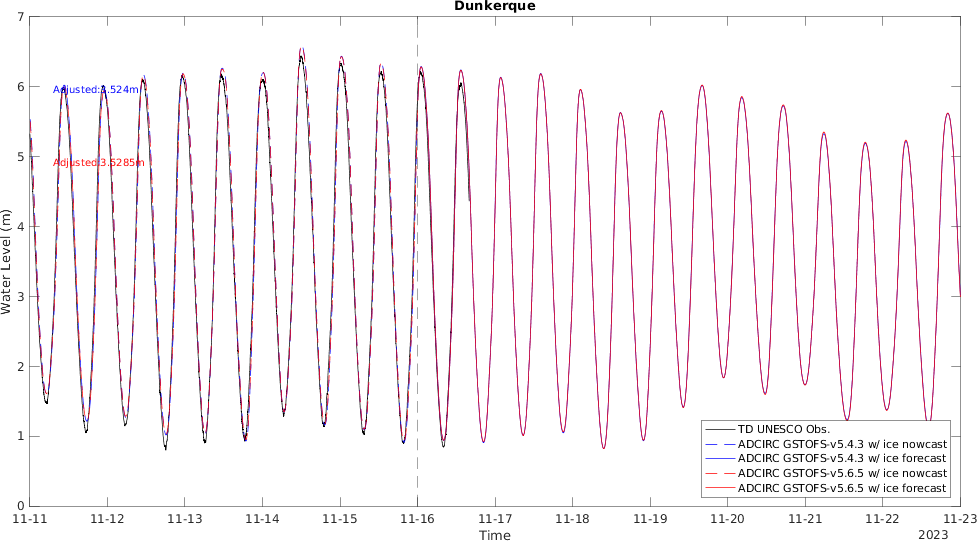 Dunkerque
7
6
5
4
3
2
1
0
Water Level (m)
Adjusted:3.524m
Adjusted:3.5285m
TD UNESCO Obs.
ADCIRC GSTOFS-v5.4.3 w/ ice nowcast
ADCIRC GSTOFS-v5.4.3 w/ ice forecast
ADCIRC GSTOFS-v5.6.5 w/ ice nowcast
ADCIRC GSTOFS-v5.6.5 w/ ice forecast
11-11 11-12 11-13 11-14 11-15 11-16 11-17 11-18 11-19 11-20 11-21 11-22 11-23
Time
2023